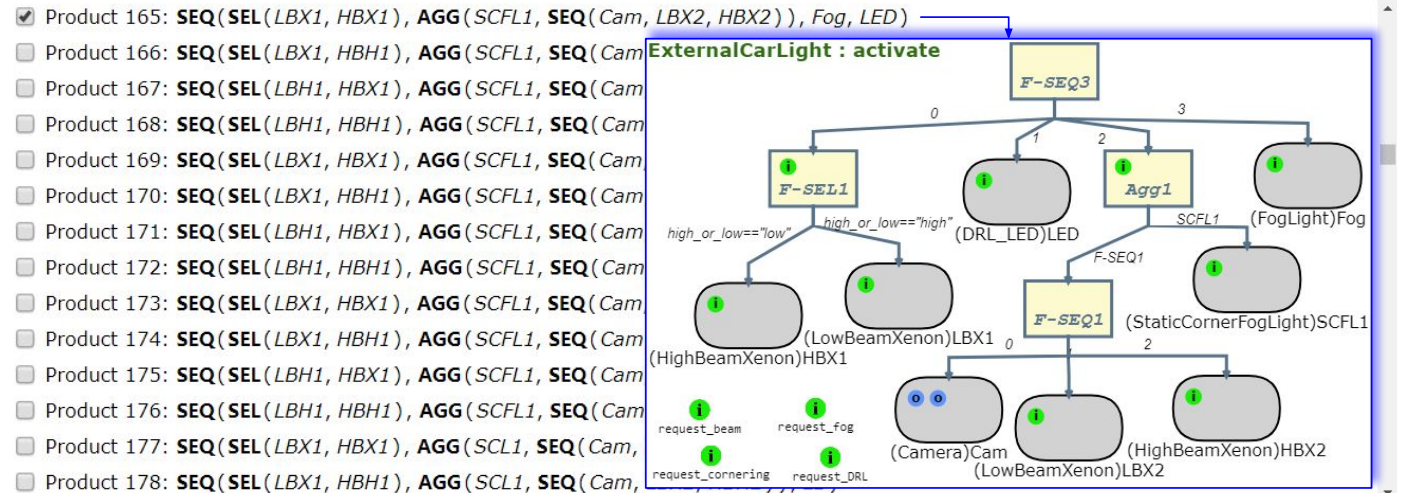 Product 165: SEQ(SEL(LBX1, HBX1), AGG(SCFL1, SEQ(Cam, LBX2, HBX2)), Fog, LED)
Product 166: SEQ(SEL(LBX1, HBH1), AGG(SCFL1, SEQ(Cam
Product 167: SEQ(SEL(LBH1, HBX1), AGG(SCFL1, SEQ(Cam
Product 168: SEQ(SEL(LBH1, HBH1), AGG(SCFL1, SEQ(Cam
Product 169: SEQ(SEL(LBX1, HBX1), AGG(SCFL1, SEQ(Cam,
Product 170: SEQ(SEL(LBX1, HBH1), AGG(SCFL1, SEQ(Cam
Product 171: SEQ(SEL(LBH1, HBX1), AGG(SCFL1, SEQ(Cam
Product 172: SEQ(SEL(LBH1, HBH1), AGG(SCFL1, SEQ(Cam
Product 173: SEQ(SEL(LBX1, HBX1), AGG(SCFL1, SEQ(Cam,
Product 174: SEQ(SEL(LBX1, HBH1), AGG(SCFL1, SEQ(Cam
Product 175: SEQ(SEL(LBH1, HBX1), AGG(SCFL1, SEQ(Cam
Product 176: SEQ(SEL(LBH1, HBH1), AGG(SCFL1, SEQ(Cam
Product 177: SEQ(SEL(LBX1, HBX1), AGG(SCL1, SEQ(Cam,
Product 178: SEQ(SEL(LBX1, HBH1), AGG(SCL1, SEQ(Cam,
ExternalCarLight : activate
F-SEQ3
0
1
2
3
i
F-SEL1
i
i
Agg1
i
high_or_low=="low"
high_or_low=="high"
(DRL_LED)LED
SCFL1
(FogLight)Fog
F-SEQ1
i
i
i
F-SEQ1
(HighBeamXenon)HBX1
(LowBeamXenon)LBX1
(StaticCornerFogLight)SCFL1
0
2
o o
i
i
(Camera)Cam
(LowBeamXenon)LBX2
(HighBeamXenon)HBX2
i
request_beam
i
request_fog
i
request_cornering
i
request_DRL